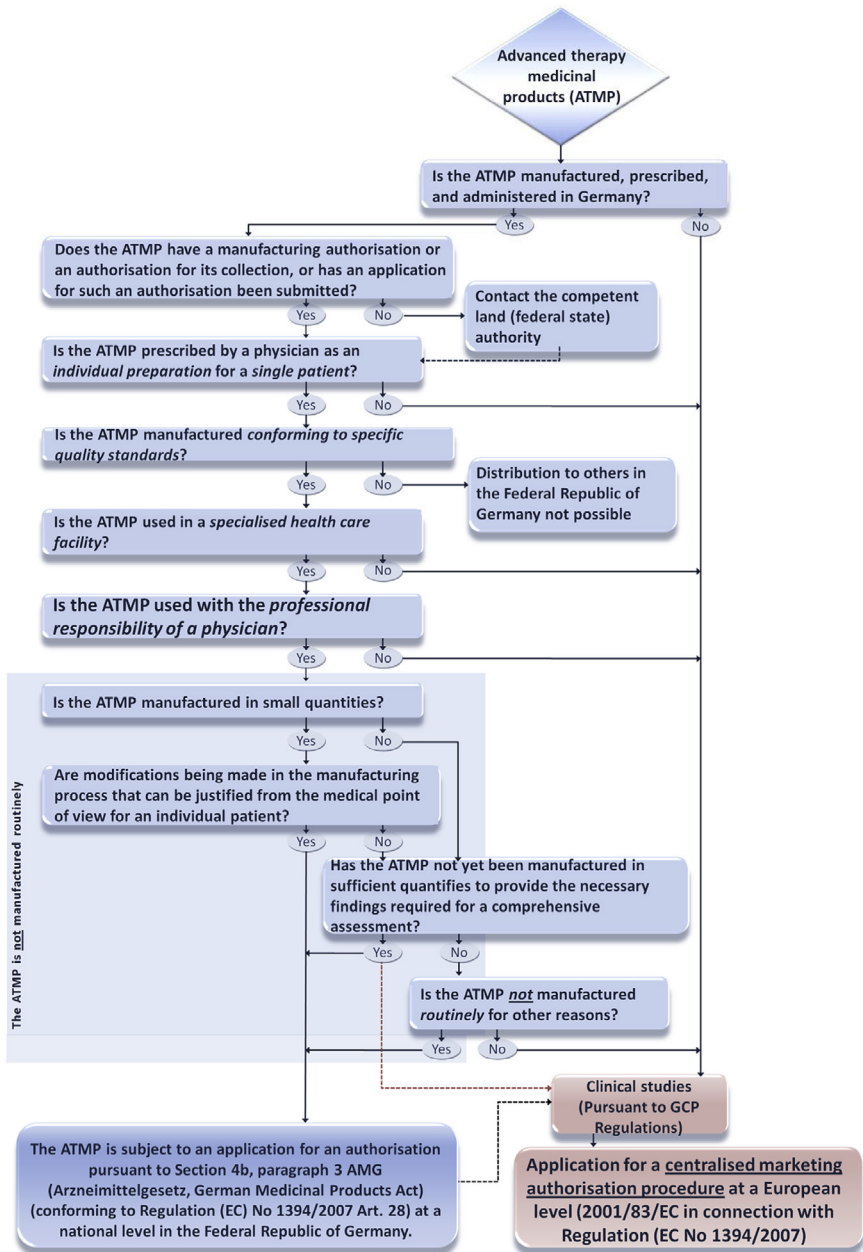 Advanced therapy
medicinal
products (ATMP)
Is the ATMP manufactured, prescribed,
and administered in Germany?
Yes
No
Does the ATMP have a manufacturing authorisation or
an authorisation for its collection, or has an application
for such an authorisation been submitted?
Yes
No
Contact the competent
land (federal state)
authority
Is the ATMP prescribed by a physician as an
individual preparation for a single patient?
Yes
No
Is the ATMP manufactured conforming to specific
quality standards?
Yes
No
Distribution to others in
the Federal Republic of
Germany not possible
Is the ATMP used in a specialised health care
facility?
Yes
No
Is the ATMP used with the professional
responsibility of a physician?
Yes
No
The ATMP is not manufactured routinely
Is the ATMP manufactured in small quantities?
Yes
No
Are modifications being made in the manufacturing
process that can be justified from the medical point
of view for an individual patient?
Yes
No
Has the ATMP not yet been manufactured in
sufficient quantifies to provide the necessary
findings required for a comprehensive
assessment?
Yes
No
Is the ATMP not manufactured
routinely for other reasons?
Yes
No
Clinical studies
(Pursuant to GCP
Regulations)
The ATMP is subject to an application for an authorisation
pursuant to Section 4b, paragraph 3 AMG
(Arzneimittelgesetz, German Medicinal Products Act)
(conforming to Regulation (EC) No 1394/2007 Art. 28) at a
national level in the Federal Republic of Germany.
Application for a centralised marketing
authorisation procedure at a European
level (2001/83/EC in connection with
Regulation (EC No 1394/2007)